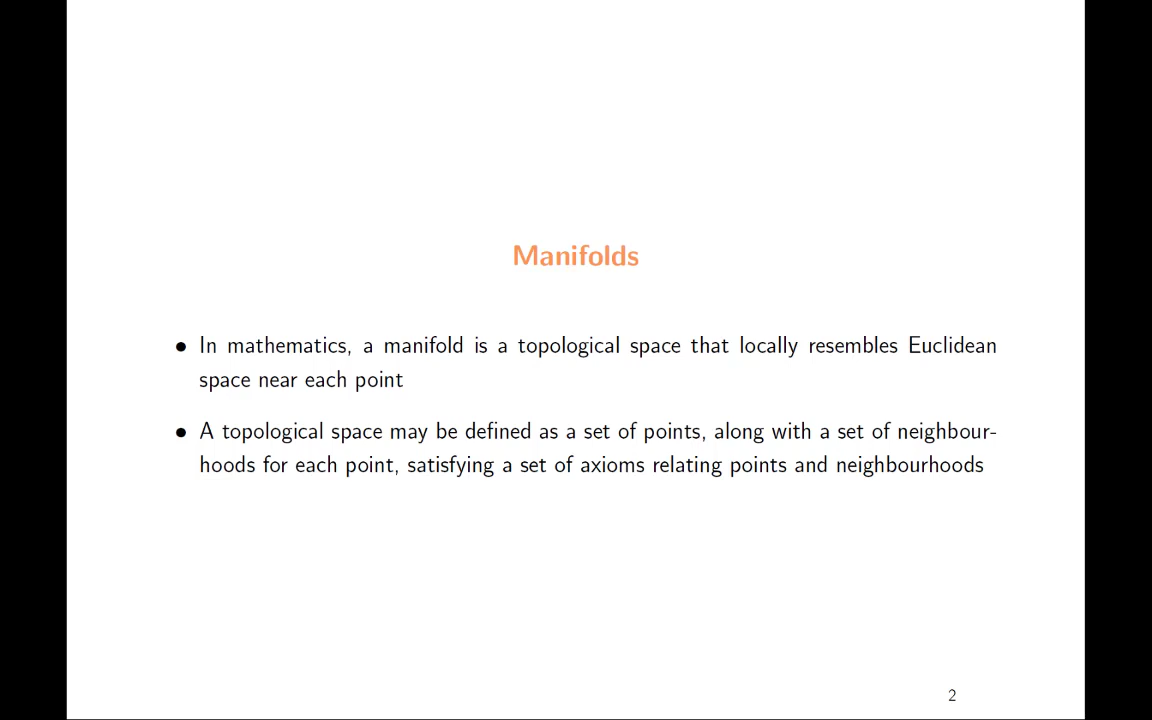 Manifolds
• In mathematics, a manifold is a topological space that locally resembles Euclidean
space near each point
• A topological space may be defined as a set of points, along with a set of neighbour-
hoods for each point, satisfying a set of axioms relating points and neighbourhoods
2